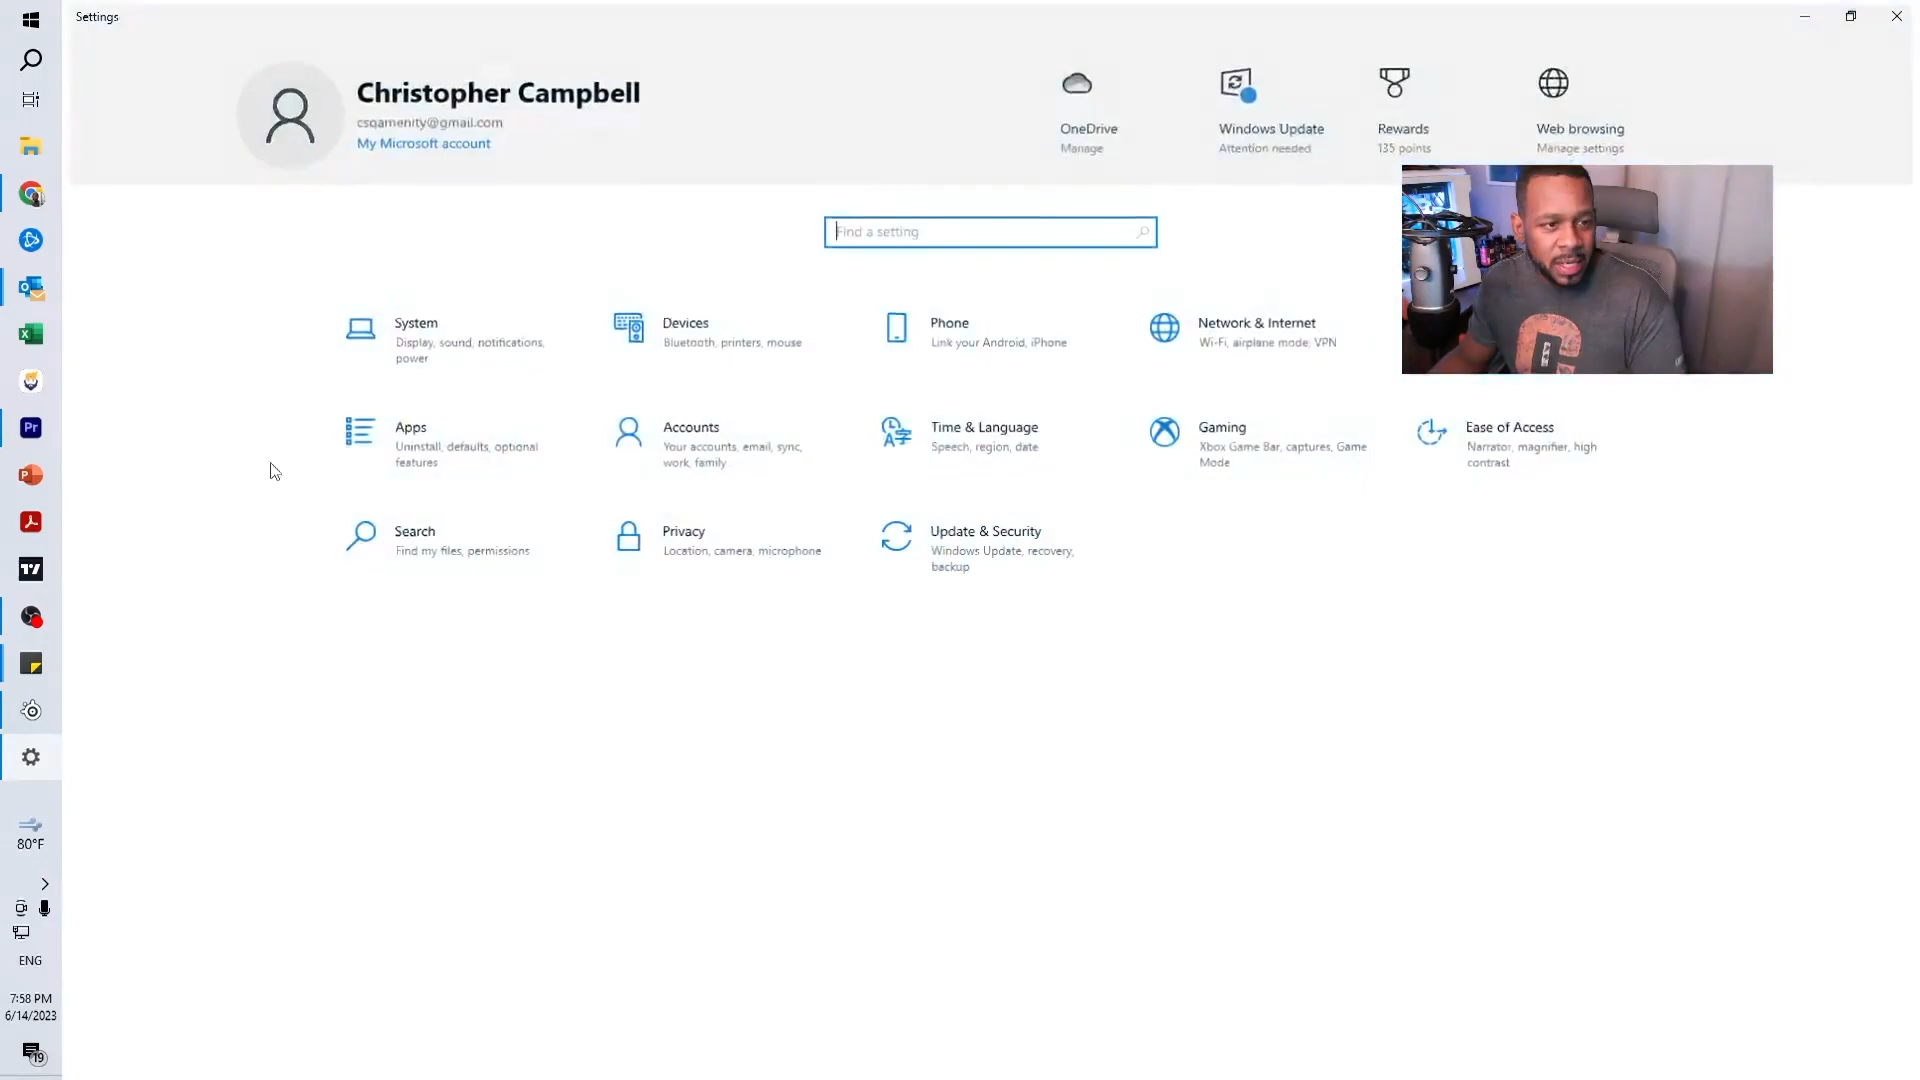 Settings
Christopher Campbell
csqamenity@gmail.com
My Microsoft account
OneDrive
Manage
Windows Update
Attention needed
Rewards
135 points
Web browsing
Manage settings
Find a setting
System
Display, sound, notifications,
power
Devices
Bluetooth, printers, mouse
Phone
Link your Android, iPhone
Network & Internet
Wi-Fi, airplane mode, VPN
Apps
Uninstall, defaults, optional
features
Accounts
Your accounts, email, sync,
work, family
Time & Language
Speech, region, date
Gaming
Xbox Game Bar, captures, Game
Mode
Ease of Access
Narrator, magnifier, high
contrast
Search
Find my files, permissions
Privacy
Location, camera, microphone
Update & Security
Windows Update, recovery,
backup
Pr
80°F
ENG
7:58 PM
6/14/2023
19